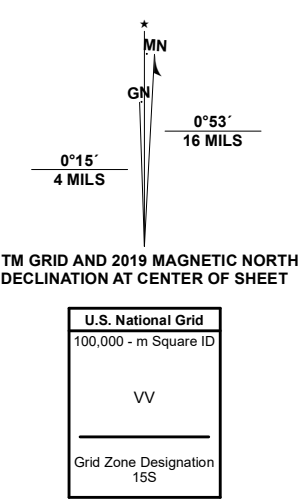 ★
MN
GN
0°53´
16 MILS
0°15´
4 MILS
TM GRID AND 2019 MAGNETIC NORTH
DECLINATION AT CENTER OF SHEET
U.S. National Grid
100,000 - m Square ID
VV
Grid Zone Designation
15S